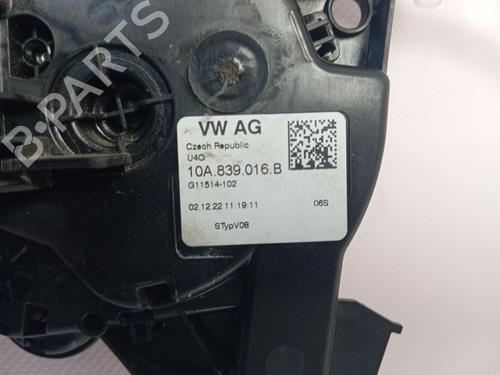 B-PARTS
VW AG
Czech Republic
U4O
10A.839.016.B
G11514-102
02.12.22 11:19:11 06S
STypV08